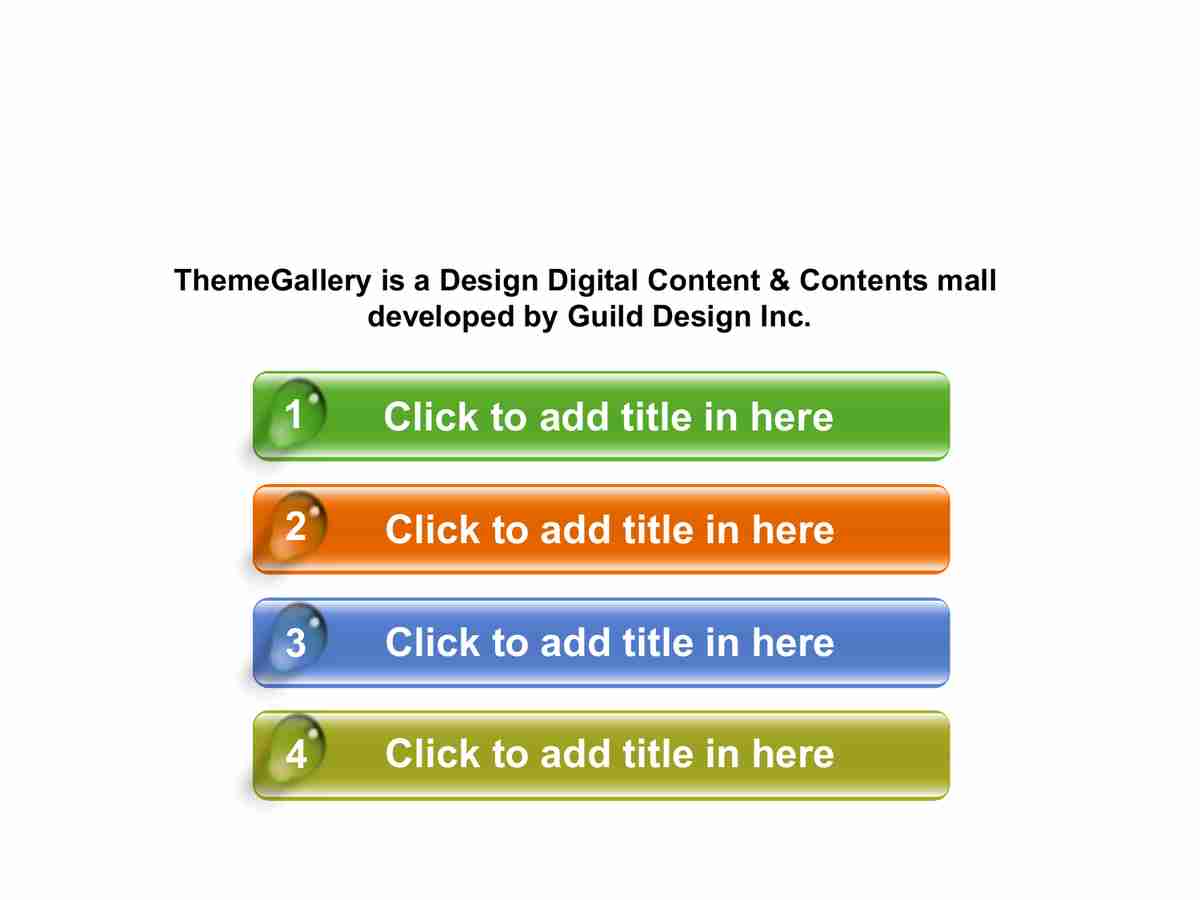 ThemeGallery is a Design Digital Content & Contents mall
developed by Guild Design Inc.
1 Click to add title in here
2 Click to add title in here
3 Click to add title in here
4 Click to add title in here